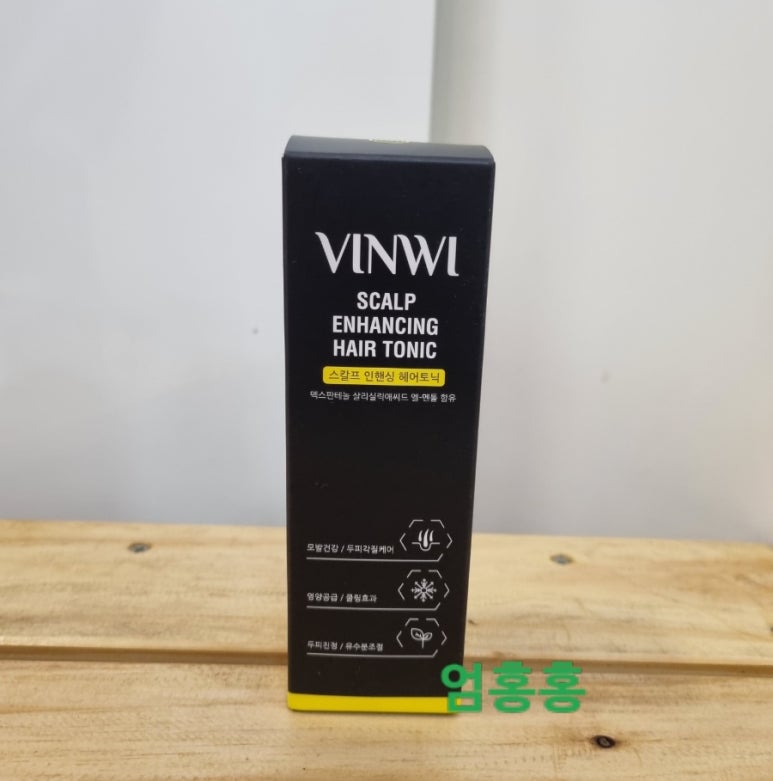 VINWI
SCALP
ENHANCING
HAIR TONIC
스칼프 인핸싱 헤어토닉
덱스판테놀 살리실릭애씨드 엘-멘톨 함유
모발건강 / 두피각질케어
영양공급 / 쿨링효과
두피진정 / 유수분조절
엄홍홍